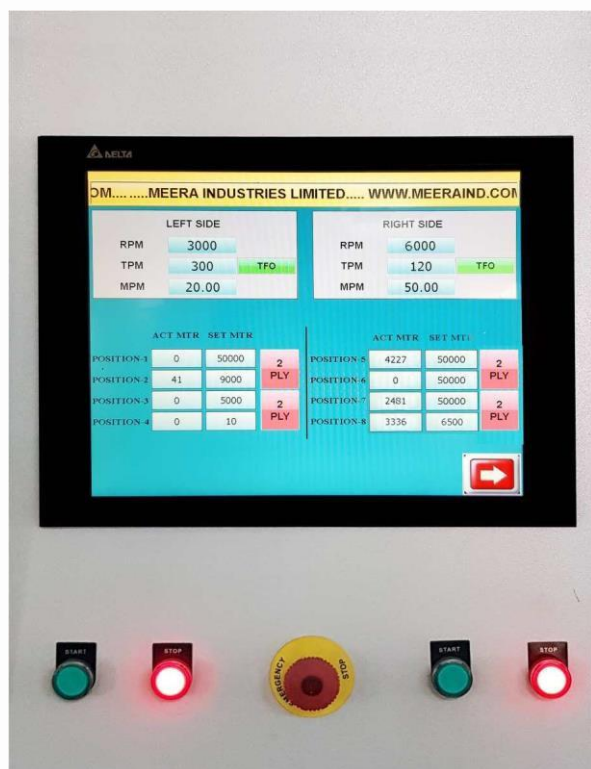 DELTA
OM.... .....MEERA INDUSTRIES LIMITED..... WWW.MEERAIND.COM
LEFT SIDE
RPM 3000
TPM 300 TFO
MPM 20.00
RIGHT SIDE
RPM 6000
TPM 120 TFO
MPM 50.00
ACT MTR SET MTR
POSITION-1 0 50000
POSITION-2 41 9000
2 PLY
POSITION-3 0 5000
POSITION-4 0 10
2 PLY
ACT MTR SET MTR
POSITION-5 4227 50000
POSITION-6 0 50000
2 PLY
POSITION-7 2481 50000
POSITION-8 3336 6500
2 PLY
START STOP
EMERGENCY STOP
START STOP